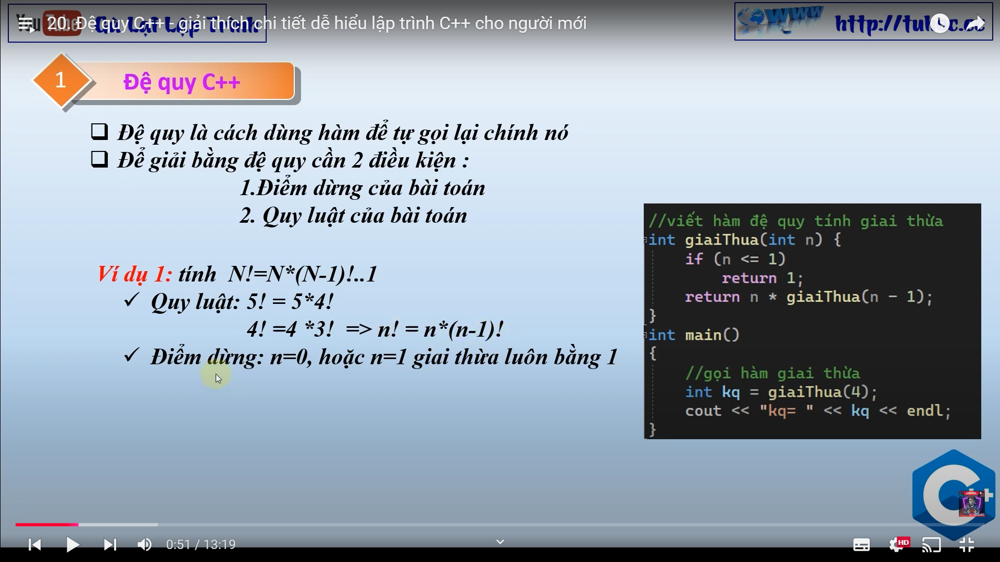 20. Đệ quy C++ - giải thích chi tiết dễ hiểu lập trình C++ cho người mới
YouTube
Lập Trình
WWW
1
Đệ quy C++
Đệ quy là cách dùng hàm để tự gọi lại chính nó
Để giải bằng đệ quy cần 2 điều kiện :
1.Điểm dừng của bài toán
2. Quy luật của bài toán
Ví dụ 1: tính N!=N*(N-1)!..1
Quy luật: 5! = 5*4!
4! =4 *3! => n! = n*(n-1)!
Điểm dừng: n=0, hoặc n=1 giai thừa luôn bằng 1
//viết hàm đệ quy tính giai thừa
int giaiThua(int n) {
if (n <= 1)
return 1;
return n * giaiThua(n - 1);
}
int main()
{
//gọi hàm giai thừa
int kq = giaiThua(4);
cout << "kq= " << kq << endl;
}
0:51 / 13:19
HD